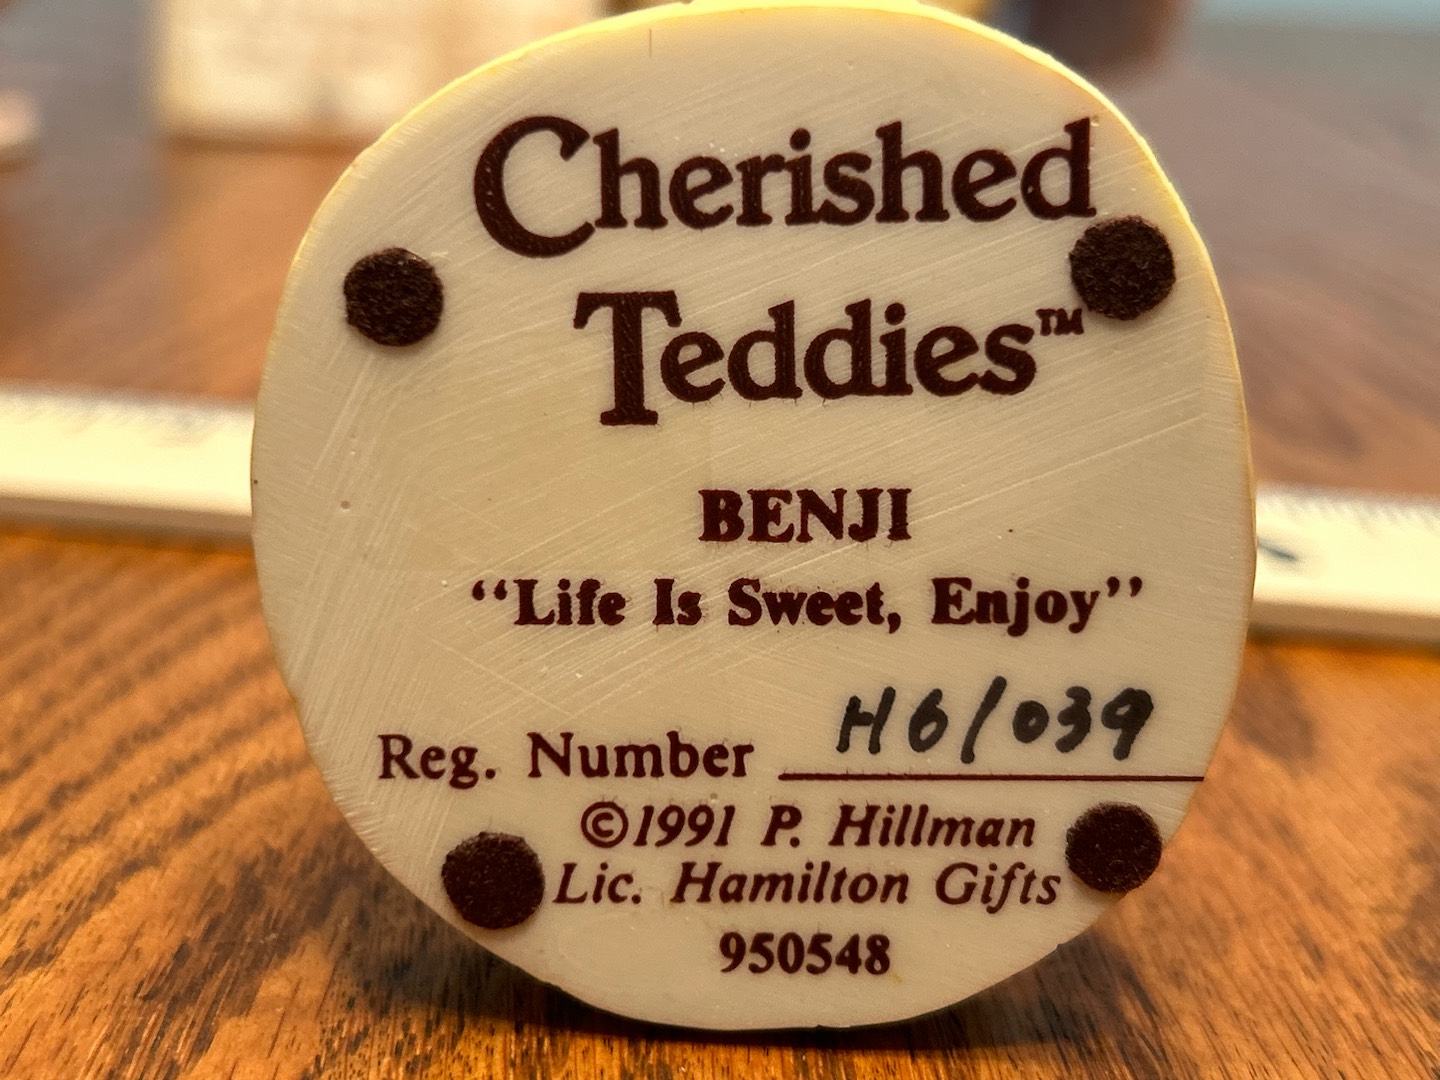 Cherished
Teddies™
BENJI
“Life Is Sweet, Enjoy”
Reg. Number H6/039
©1991 P. Hillman
Lic. Hamilton Gifts
950548